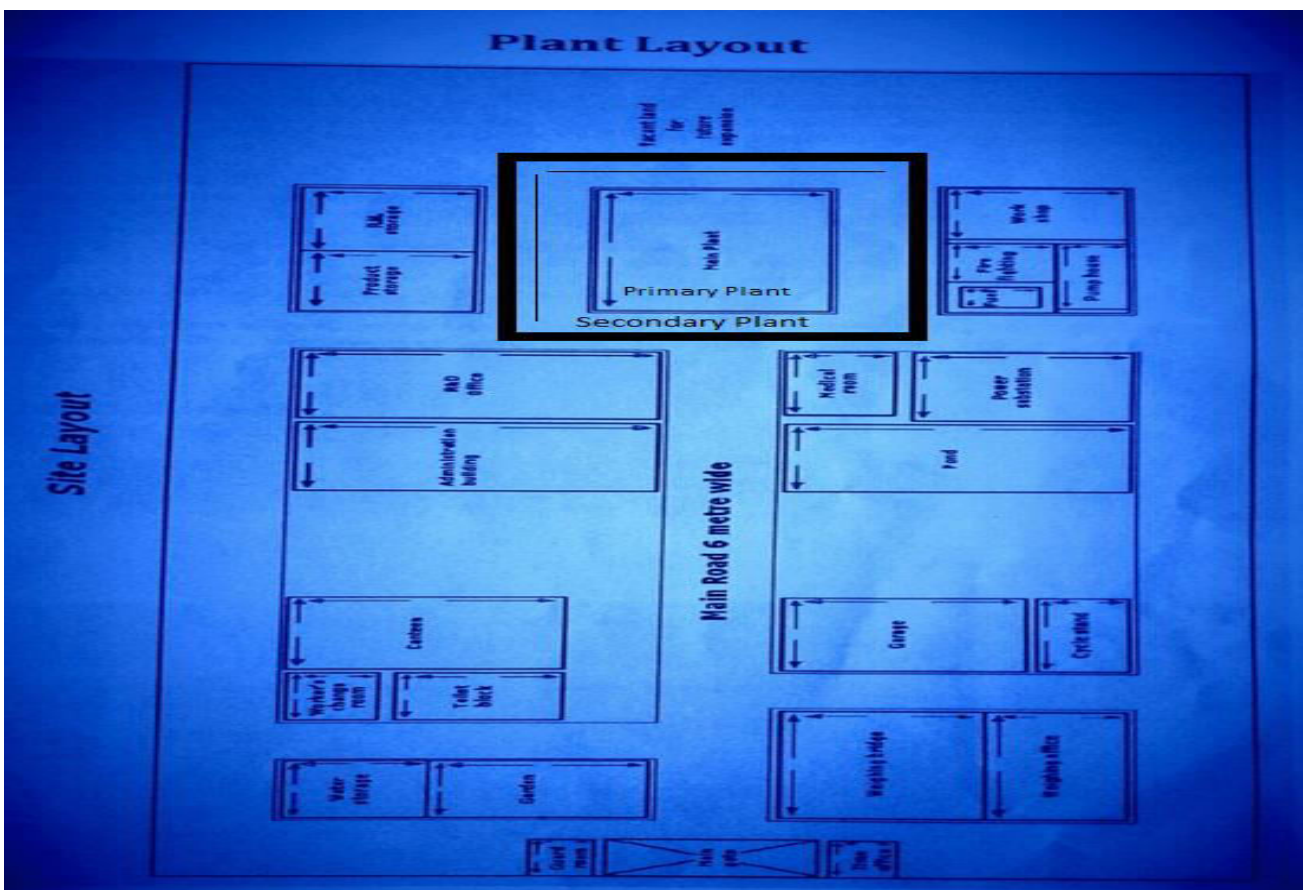 Plant Layout
Site Layout
Vacant land
for
future
expansion
R.M.
storage
Product
storage
Main Plant
Primary Plant
Secondary Plant
Work
shop
Fire
fighting
Fuel
Pump house
R&D
Office
Administration
building
Medical
room
Power
substation
Pond
Main Road 6 metre wide
Canteen
Worker's
change
room
Toilet
block
Garage
Cycle stand
Water
storage
Garden
Weighing bridge
Weighing office
Guard
room
Main
gate
Time
office